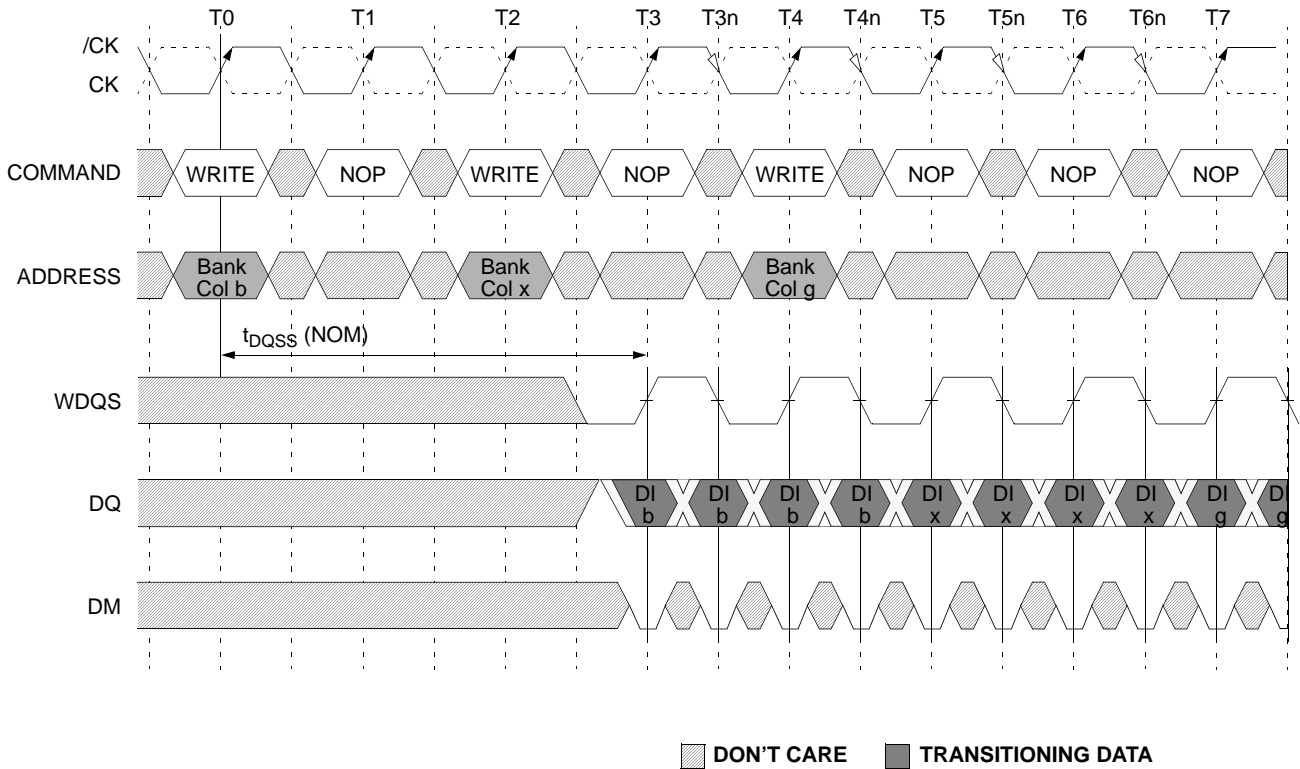 T0 T1 T2 T3 T3n T4 T4n T5 T5n T6 T6n T7
/CK
CK
COMMAND WRITE NOP WRITE NOP WRITE NOP NOP NOP
ADDRESS
Bank Bank Bank
Col b Col x Col g
tDQSS (NOM)
WDQS
DQ
DI DI DI DI DI DI DI DI DI DI
b b b b x x x x g g
DM
DON'T CARE TRANSITIONING DATA